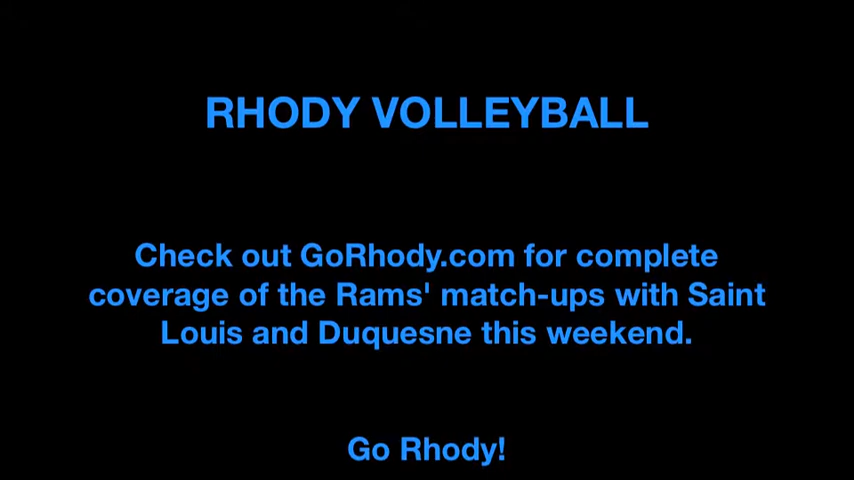 RHODY VOLLEYBALL
Check out GoRhody.com for complete
coverage of the Rams' match-ups with Saint
Louis and Duquesne this weekend.
Go Rhody!